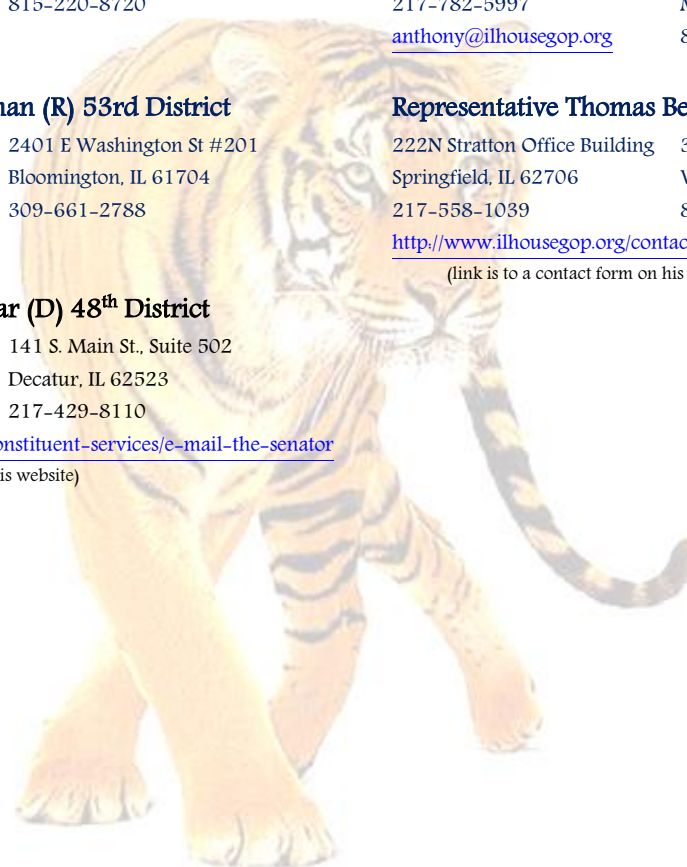 815-220-8720
217-782-5997
anthony@ilhousegop.org
man (R) 53rd District
2401 E Washington St #201
Bloomington, IL 61704
309-661-2788
Representative Thomas Be
222N Stratton Office Building
Springfield, IL 62706
217-558-1039
http://www.ilhousegop.org/contac
(link is to a contact form on his
ar (D) 48th District
141 S. Main St., Suite 502
Decatur, IL 62523
217-429-8110
onstituent-services/e-mail-the-senator
is website)